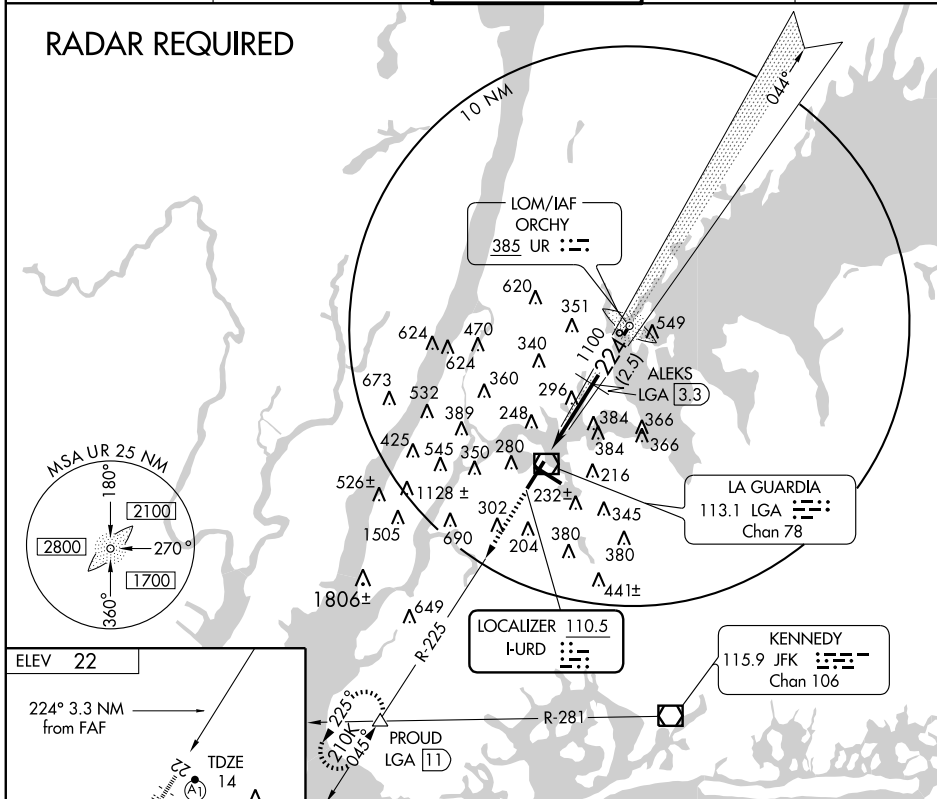 RADAR REQUIRED
10 NM
044°
LOM/IAF
ORCHY
385 UR
620
351
549
624
470
624
340
1100
224°
(2.5)
ALEKS
LGA 3.3
673
532
360
296
389
248
384
366
384
366
425
545
350
280
216
MSA UR 25 NM
180°
2100
2800
270°
1700
360°
526±
1128 ±
232±
LA GUARDIA
113.1 LGA
Chan 78
1505
690
302
204
345
380
380
1806±
441±
649
R-225
LOCALIZER 110.5
I-URD
KENNEDY
115.9 JFK
Chan 106
R-281
225°
210K
045°
PROUD
LGA 11
ELEV 22
224° 3.3 NM
from FAF
22
TDZE
14
A1